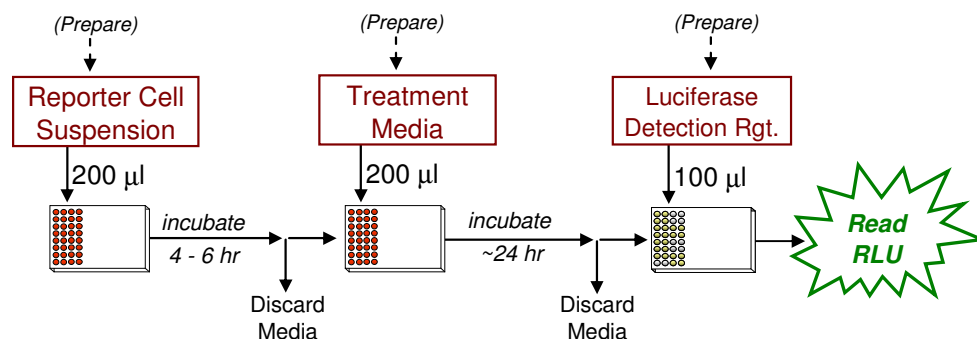 (Prepare)
(Prepare)
(Prepare)
Reporter Cell
Suspension
Treatment
Media
Luciferase
Detection Rgt.
200 μl
200 μl
100 μl
incubate
4 - 6 hr
incubate
~24 hr
Read
RLU
Discard
Media
Discard
Media